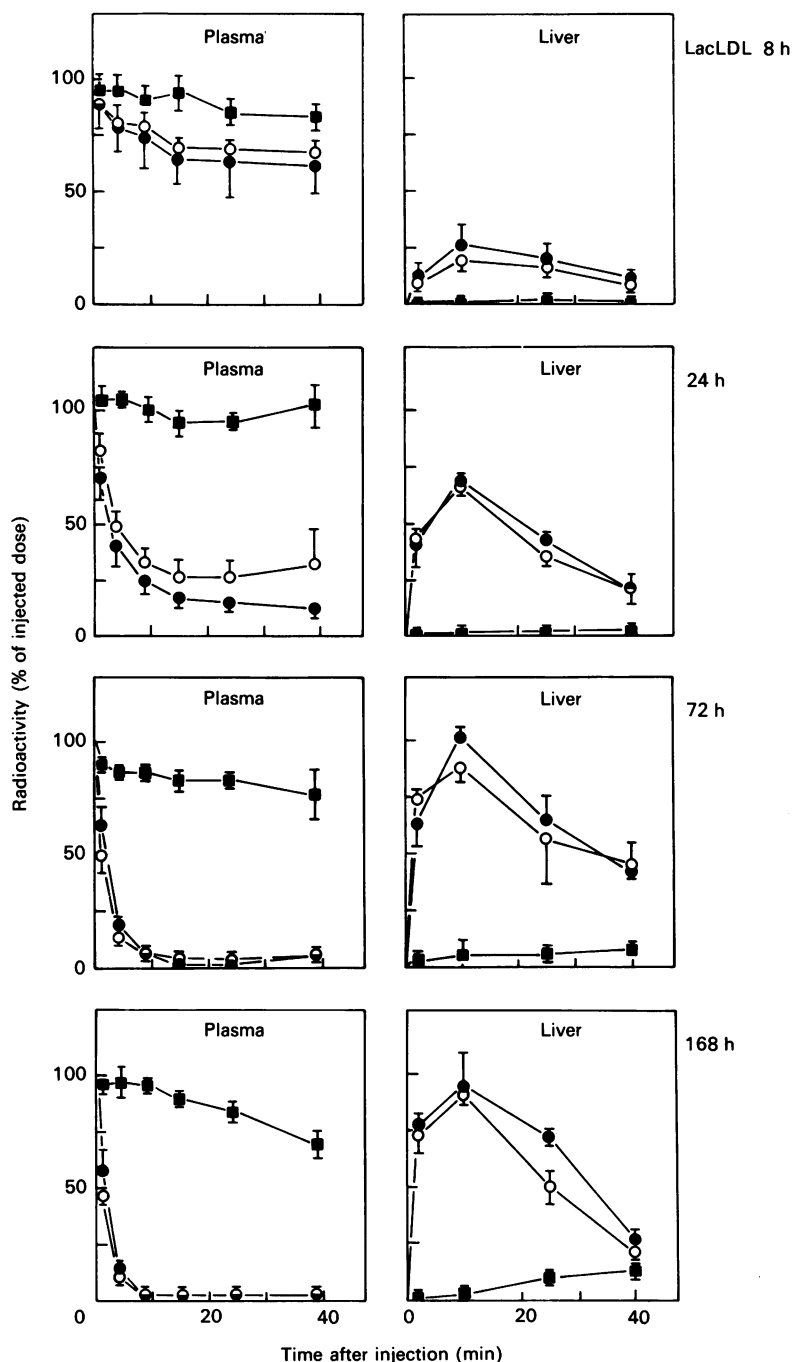 Plasma
Liver
LacLDL 8 h
100
50
0
Plasma
Liver
24 h
100
50
0
Plasma
Liver
72 h
100
50
0
Plasma
Liver
168 h
100
50
0
20
40
0
20
40
Radioactivity (% of injected dose)
Time after injection (min)